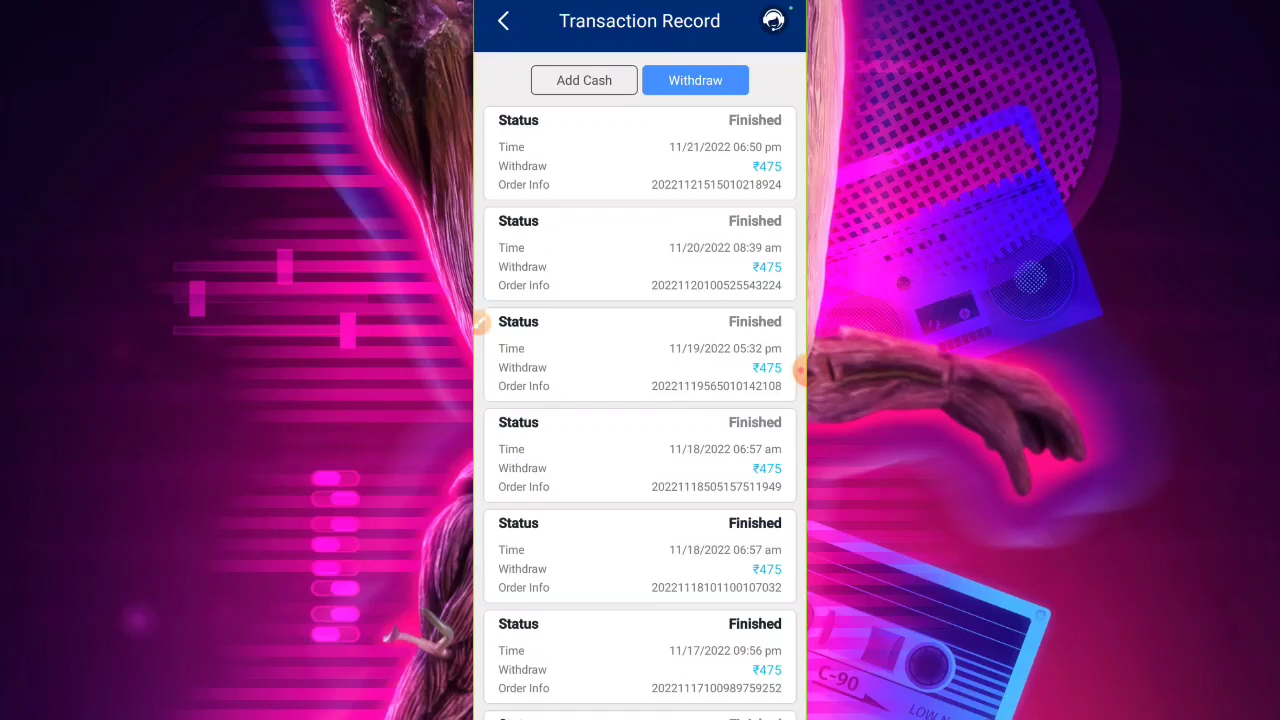 Transaction Record
Add Cash Withdraw
Status Finished
Time 11/21/2022 06:50 pm
Withdraw ₹475
Order Info 20221121515010218924
Status Finished
Time 11/20/2022 08:39 am
Withdraw ₹475
Order Info 20221120100525543224
Status Finished
Time 11/19/2022 05:32 pm
Withdraw ₹475
Order Info 20221119565010142108
Status Finished
Time 11/18/2022 06:57 am
Withdraw ₹475
Order Info 20221118505157511949
Status Finished
Time 11/18/2022 06:57 am
Withdraw ₹475
Order Info 20221118101100107032
Status Finished
Time 11/17/2022 09:56 pm
Withdraw ₹475
Order Info 20221117100989759252
C-90